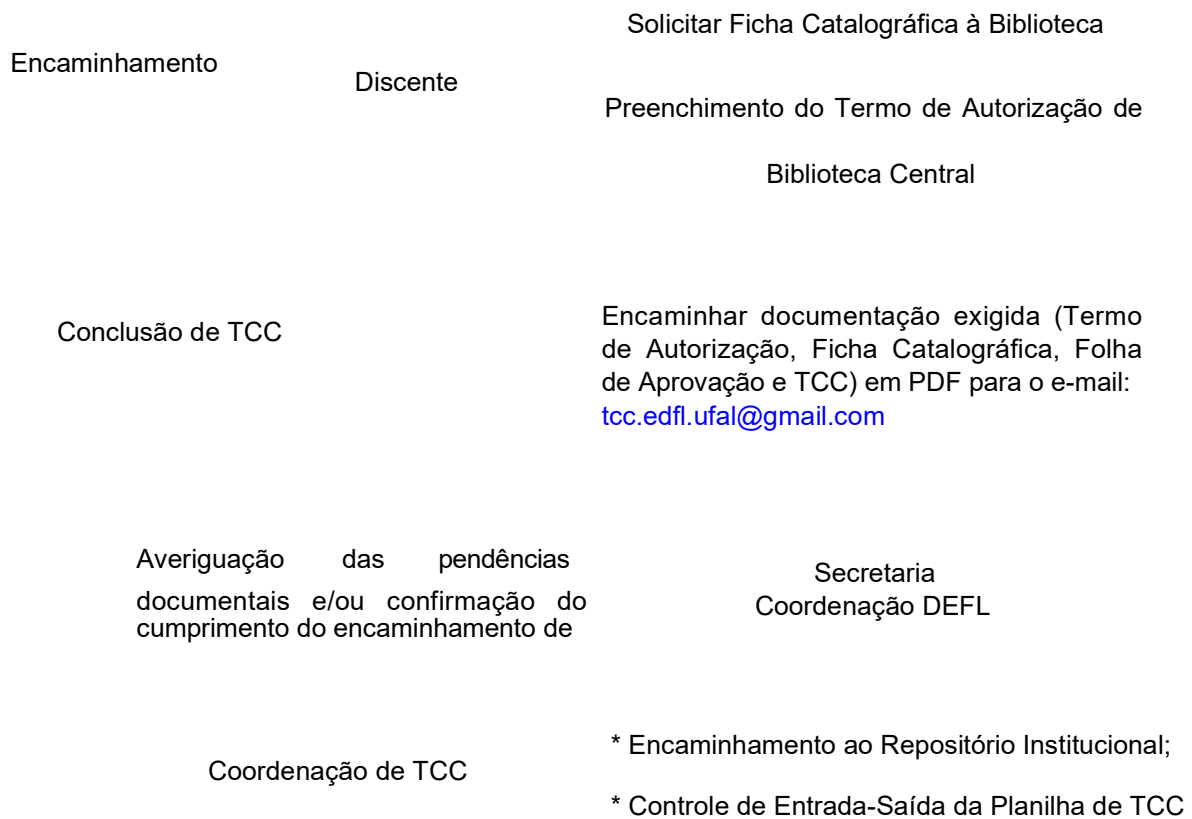 Solicitar Ficha Catalográfica à Biblioteca
Encaminhamento
Discente
Preenchimento do Termo de Autorização de
Biblioteca Central
Conclusão de TCC
Encaminhar documentação exigida (Termo
de Autorização, Ficha Catalográfica, Folha
de Aprovação e TCC) em PDF para o e-mail:
tcc.edfl.ufal@gmail.com
Averiguação das pendências
documentais e/ou confirmação do
cumprimento do encaminhamento de
Secretaria
Coordenação DEFL
Coordenação de TCC
* Encaminhamento ao Repositório Institucional;
* Controle de Entrada-Saída da Planilha de TCC